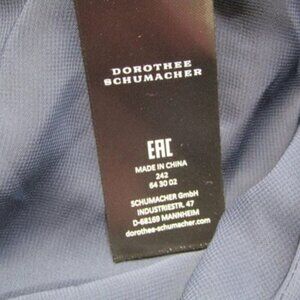 DOROTHEE
SCHUMACHER
EAC
MADE IN CHINA
242
64 30 02
SCHUMACHER GmbH
INDUSTRIESTR. 47
D-68169 MANNHEIM
dorothee-schumacher.com